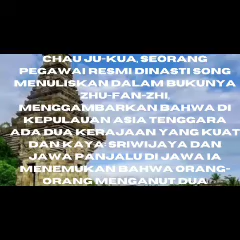 CHAU JU-KUA, SEORANG
PEGAWAI RESMI DINASTI SONG
MENULISKAN DALAM BUKUNYA
ZHU-FAN-ZHI,
MENGGAMBARKAN BAHWA DI
KEPULAUAN ASIA TENGGARA
ADA DUA KERAJAAN YANG KUAT
DAN KAYA: SRIWIJAYA DAN
JAWA PANJALU DI JAWA IA
MENEMUKAN BAHWA ORANG-
ORANG MENGANUT DUA